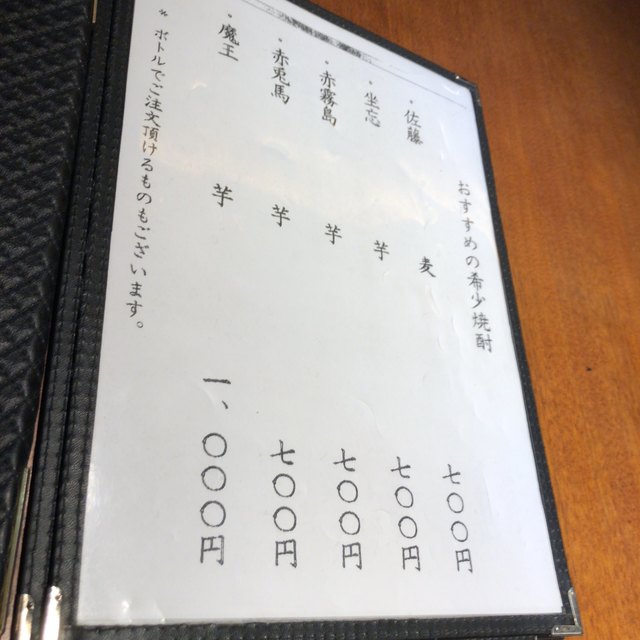 おすすめの希少焼酎
・佐藤 麦 七〇〇円
・坐忘 芋 七〇〇円
・赤霧島 芋 七〇〇円
・赤兎馬 芋 七〇〇円
・魔王 芋 一、〇〇〇円
* ボトルでご注文頂けるものもございます。